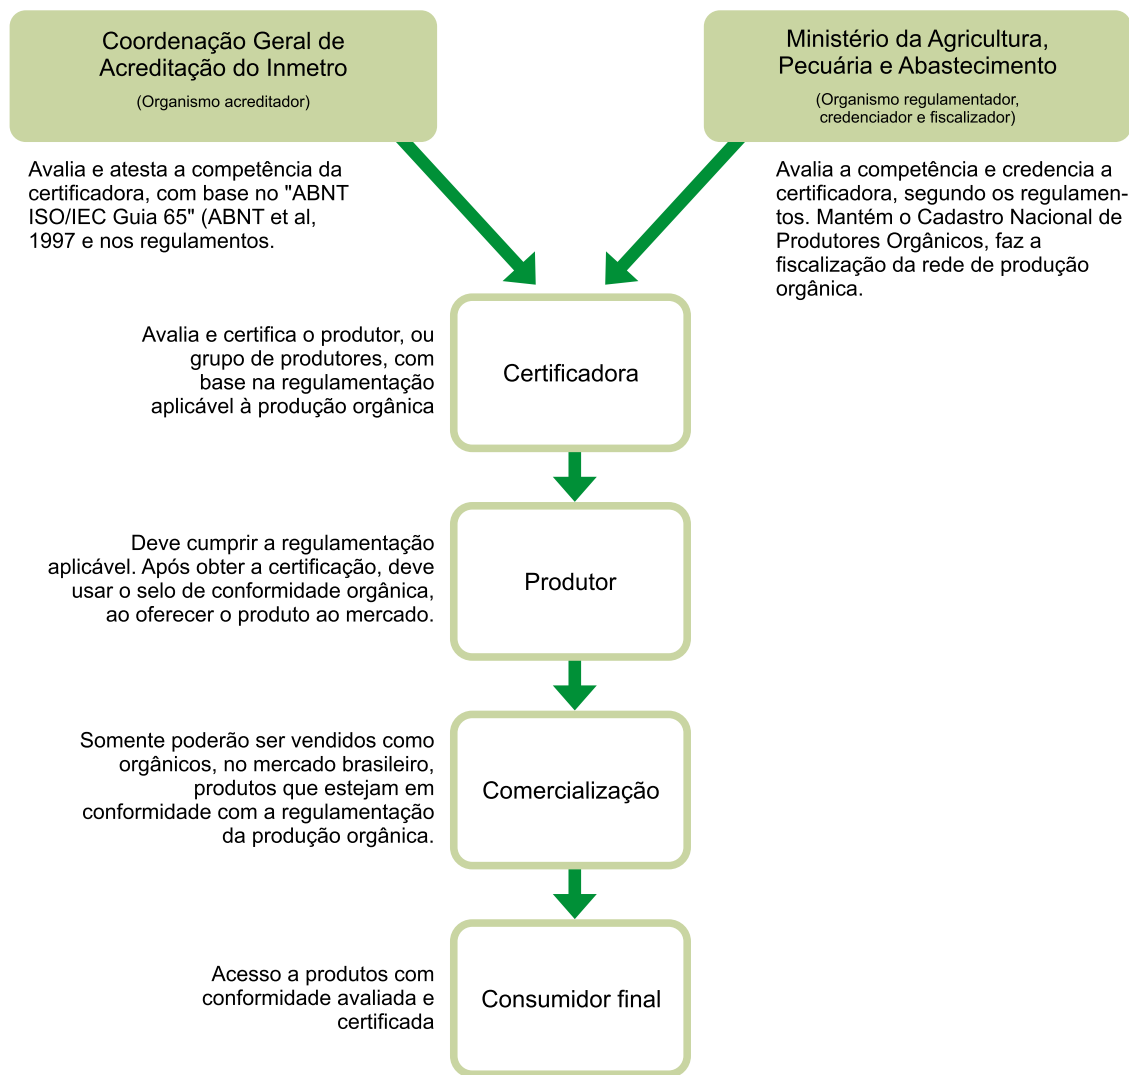 Coordenação Geral de
Acreditação do Inmetro
(Organismo acreditador)
Ministério da Agricultura,
Pecuária e Abastecimento
(Organismo regulamentador,
credenciador e fiscalizador)
Avalia e atesta a competência da
certificadora, com base no "ABNT
ISO/IEC Guia 65" (ABNT et al,
1997 e nos regulamentos.
Avalia a competência e credencia a
certificadora, segundo os regulamen-
tos. Mantém o Cadastro Nacional de
Produtores Orgânicos, faz a
fiscalização da rede de produção
orgânica.
Avalia e certifica o produtor, ou
grupo de produtores, com
base na regulamentação
aplicável à produção orgânica
Certificadora
Deve cumprir a regulamentação
aplicável. Após obter a certificação, deve
usar o selo de conformidade orgânica,
ao oferecer o produto ao mercado.
Produtor
Somente poderão ser vendidos como
orgânicos, no mercado brasileiro,
produtos que estejam em
conformidade com a regulamentação
da produção orgânica.
Comercialização
Acesso a produtos com
conformidade avaliada e
certificada
Consumidor final